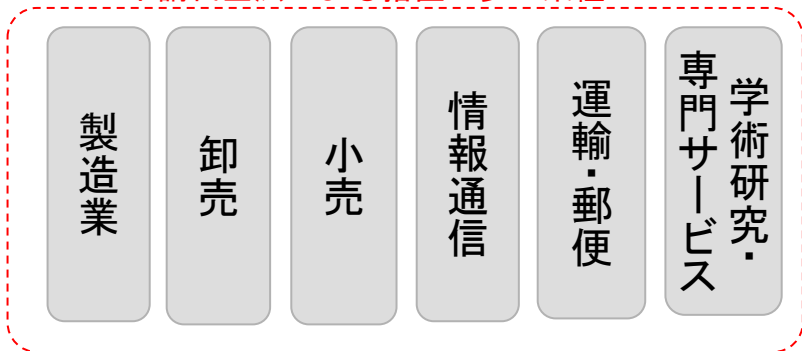 製造業
卸売
小売
情報通信
運輸・郵便
学術研究・
専門サービス